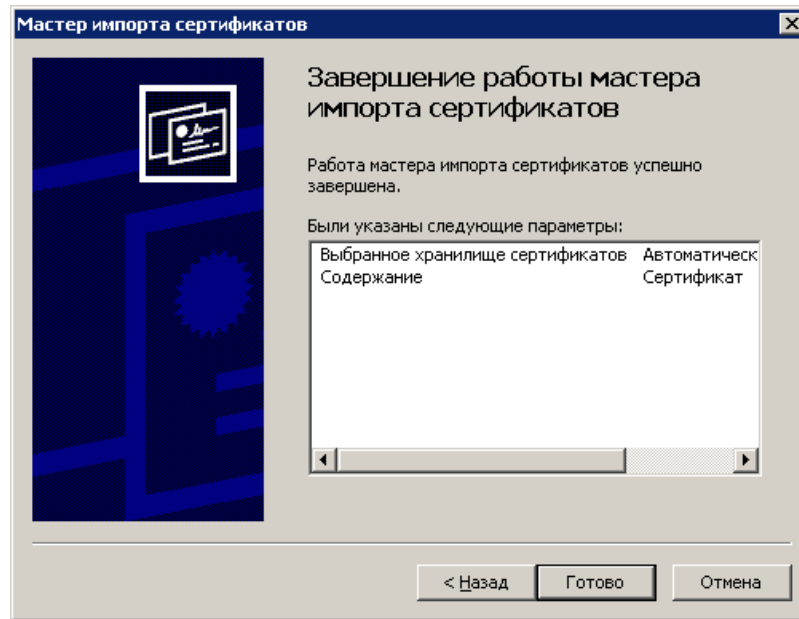 Мастер импорта сертификатов
Завершение работы мастера
импорта сертификатов
Работа мастера импорта сертификатов успешно
завершена.
Были указаны следующие параметры:
Выбранное хранилище сертификатов Автоматическ
Содержание Сертификат
< Назад Готово Отмена